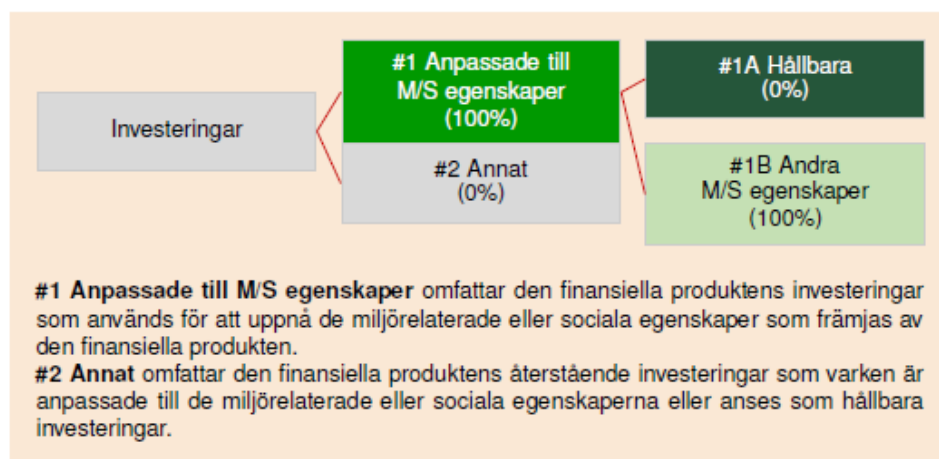 Investeringar
#1 Anpassade till
M/S egenskaper
(100%)
#2 Annat
(0%)
#1A Hållbara
(0%)
#1B Andra
M/S egenskaper
(100%)
#1 Anpassade till M/S egenskaper omfattar den finansiella produktens investeringar
som används för att uppnå de miljörelaterade eller sociala egenskaper som främjas av
den finansiella produkten.
#2 Annat omfattar den finansiella produktens återstående investeringar som varken är
anpassade till de miljörelaterade eller sociala egenskaperna eller anses som hållbara
investeringar.